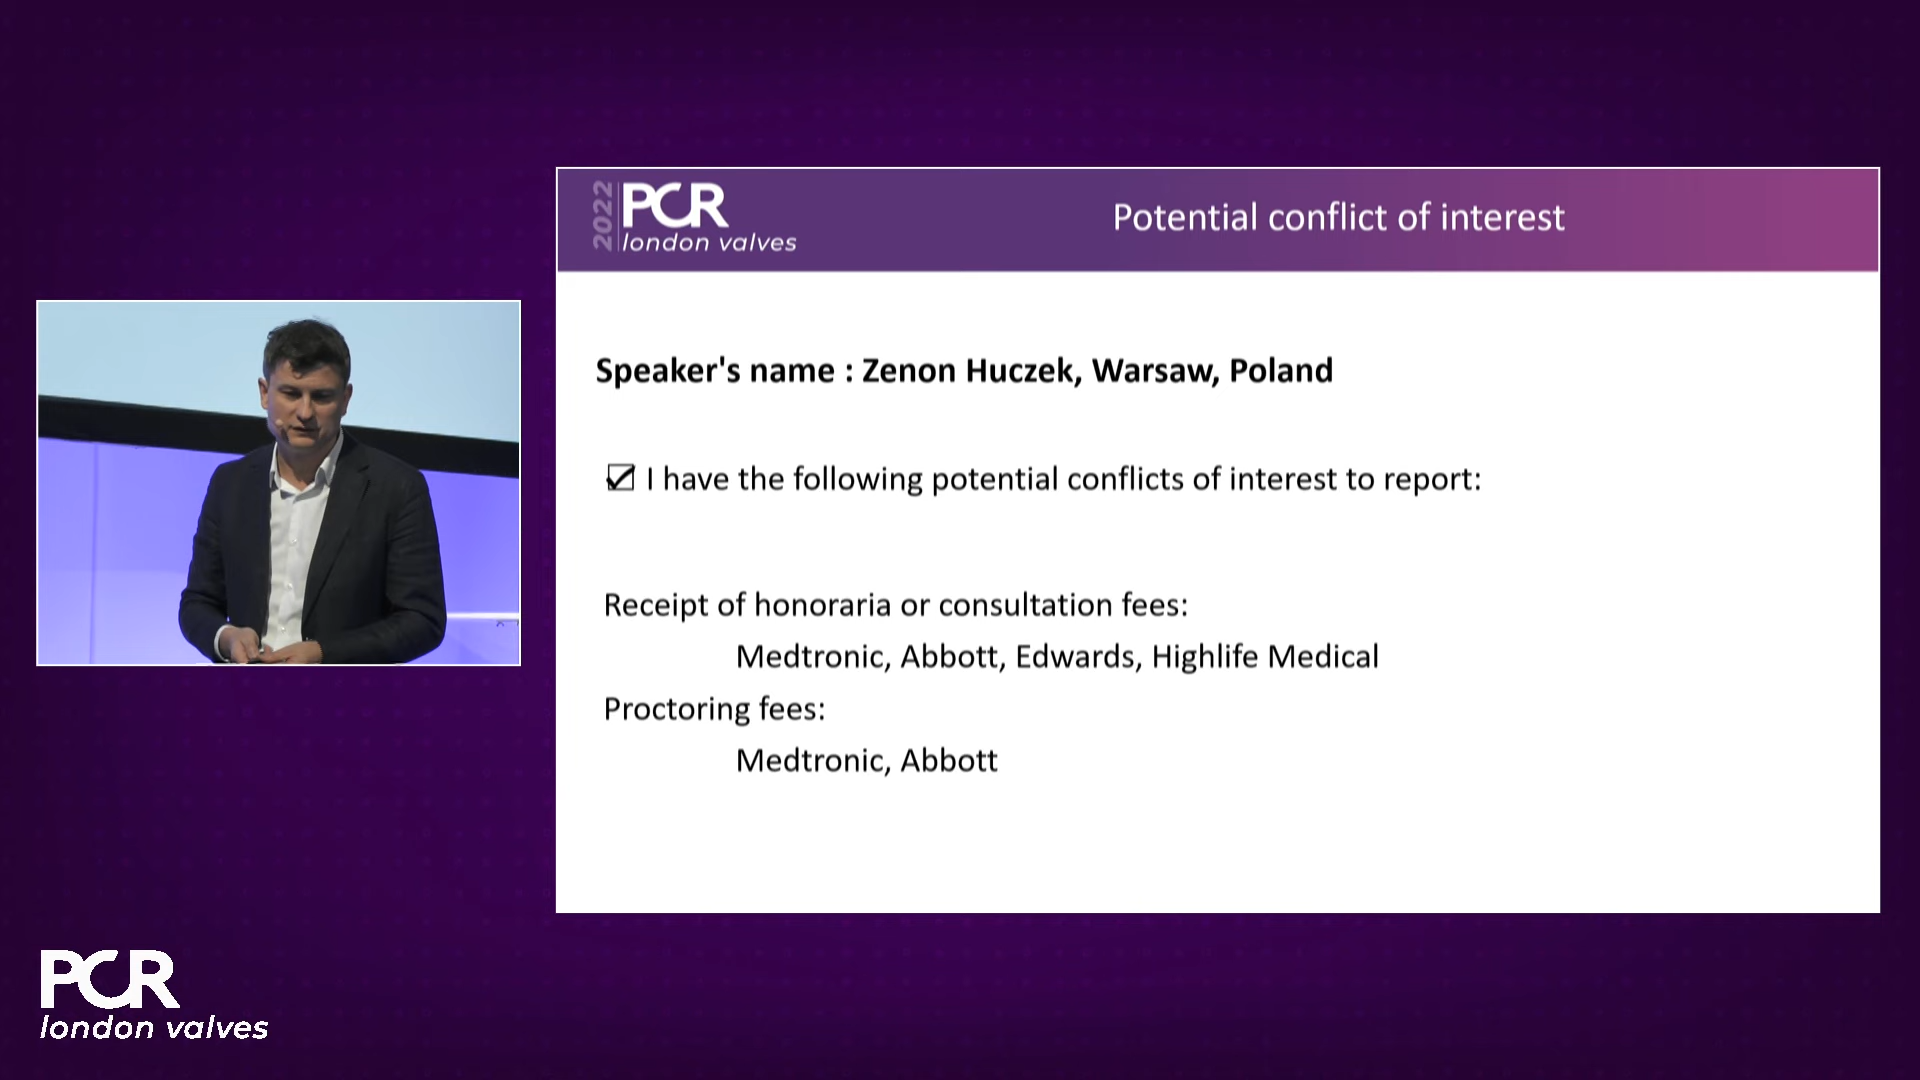 2022
PCR
london valves
Potential conflict of interest
Speaker's name : Zenon Huczek, Warsaw, Poland
I have the following potential conflicts of interest to report:
Receipt of honoraria or consultation fees:
Medtronic, Abbott, Edwards, Highlife Medical
Proctoring fees:
Medtronic, Abbott
PCR
london valves